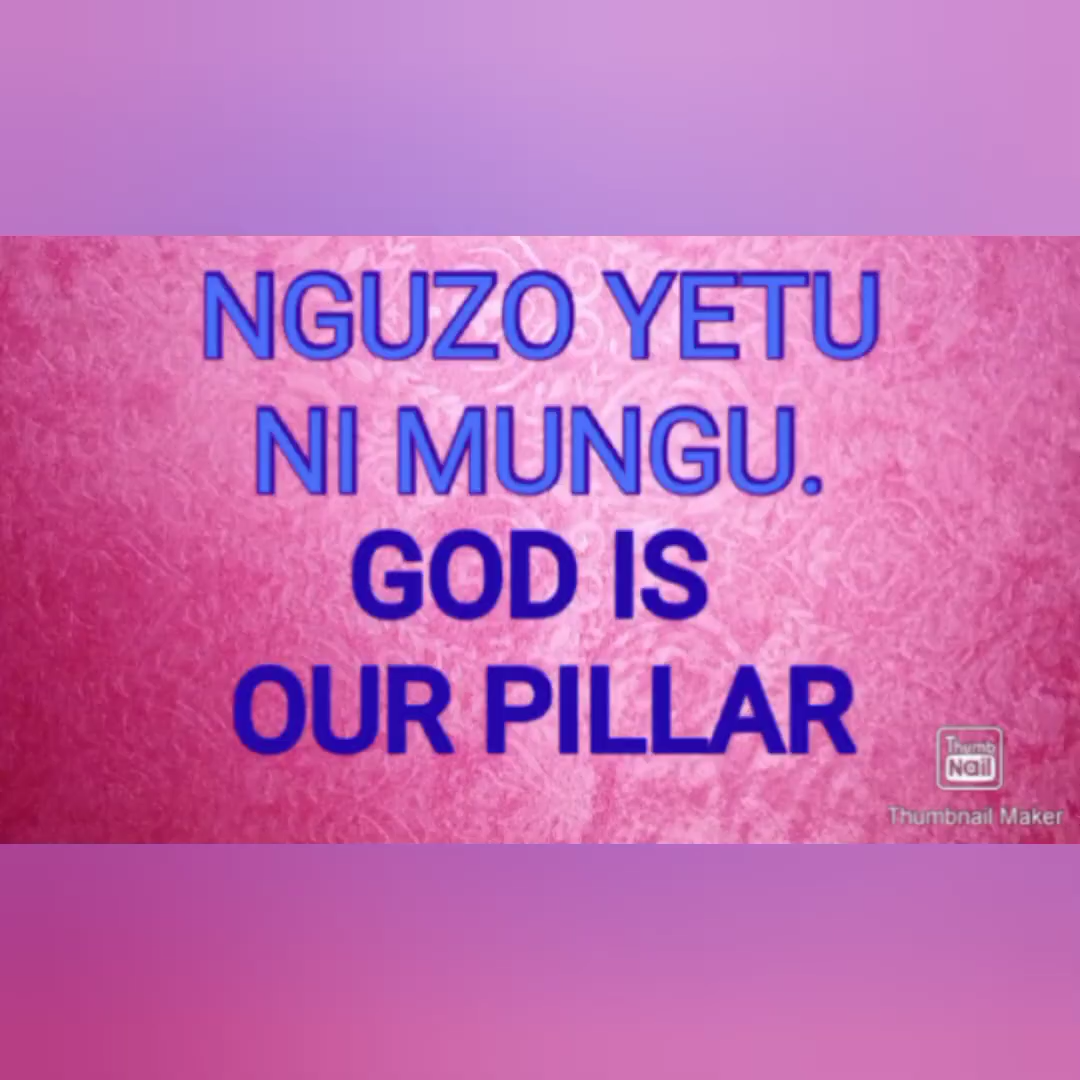 NGUZO YETU
NI MUNGU.
GOD IS
OUR PILLAR
Thumb
Nail
Thumbnail Maker